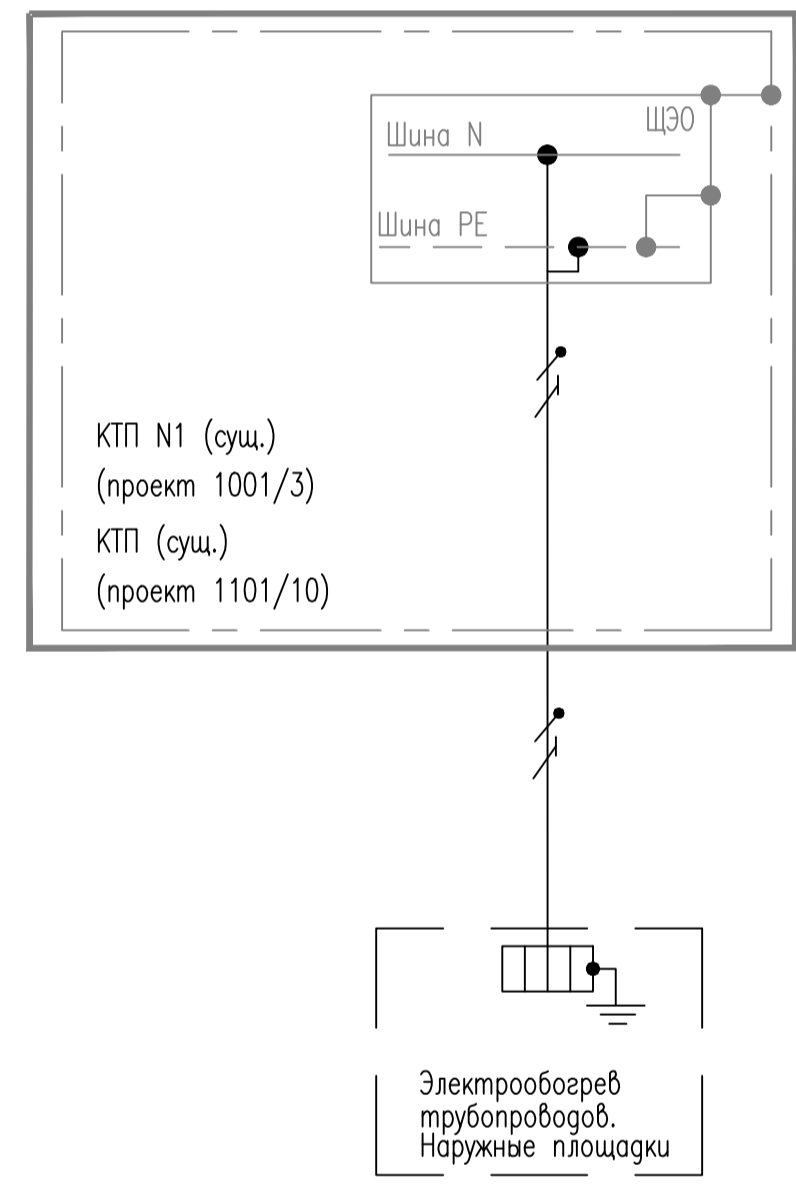 ЩЭО
Шина N
Шина PE
КТП N1 (сущ.)
(проект 1001/3)
КТП (сущ.)
(проект 1101/10)
Электрообогрев
трубопроводов.
Наружные площадки